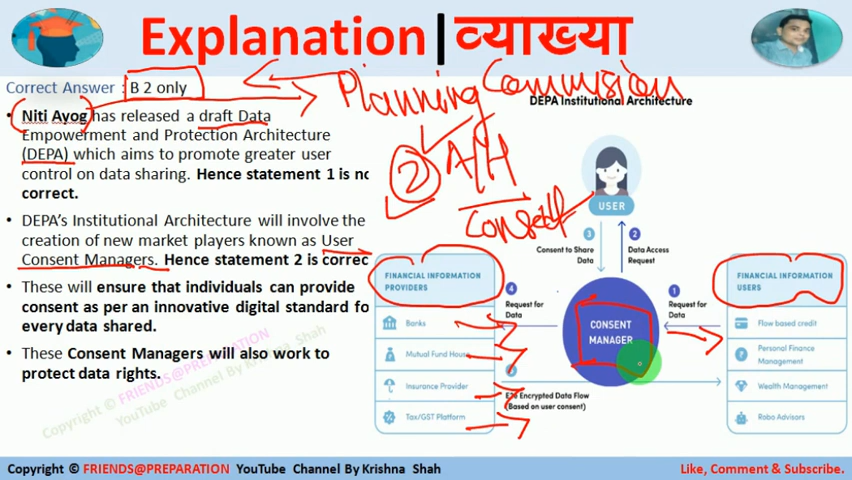 Explanation|व्याख्या
Correct Answer : B 2 only
• Niti Ayog has released a draft Data
Empowerment and Protection Architecture
(DEPA) which aims to promote greater user
control on data sharing. Hence statement 1 is no
correct.
• DEPA's Institutional Architecture will involve the
creation of new market players known as User
Consent Managers. Hence statement 2 is correc
• These will ensure that individuals can provide
consent as per an innovative digital standard fo
every data shared.
• These Consent Managers will also work to
protect data rights.
Copyright © FRIENDS@PREPARATION
YouTube Channel By Krishna Shah
Planning Commision
DEPA Institutional Architecture
2 A/H
Consent
USER
3
Consent to Share
Data
2
Data Access
Request
FINANCIAL INFORMATION
PROVIDERS
Banks
Mutual Fund House
Insurance Provider
Tax/GST Platform
4
Request for
Data
CONSENT
MANAGER
1
Request for
Data
Encrypted Data Flow
(Based on user consent)
FINANCIAL INFORMATION
USERS
Flow based credit
Personal Finance
Management
Wealth Management
Robo Advisors
Copyright © FRIENDS@PREPARATION YouTube Channel By Krishna Shah
Like, Comment & Subscribe.